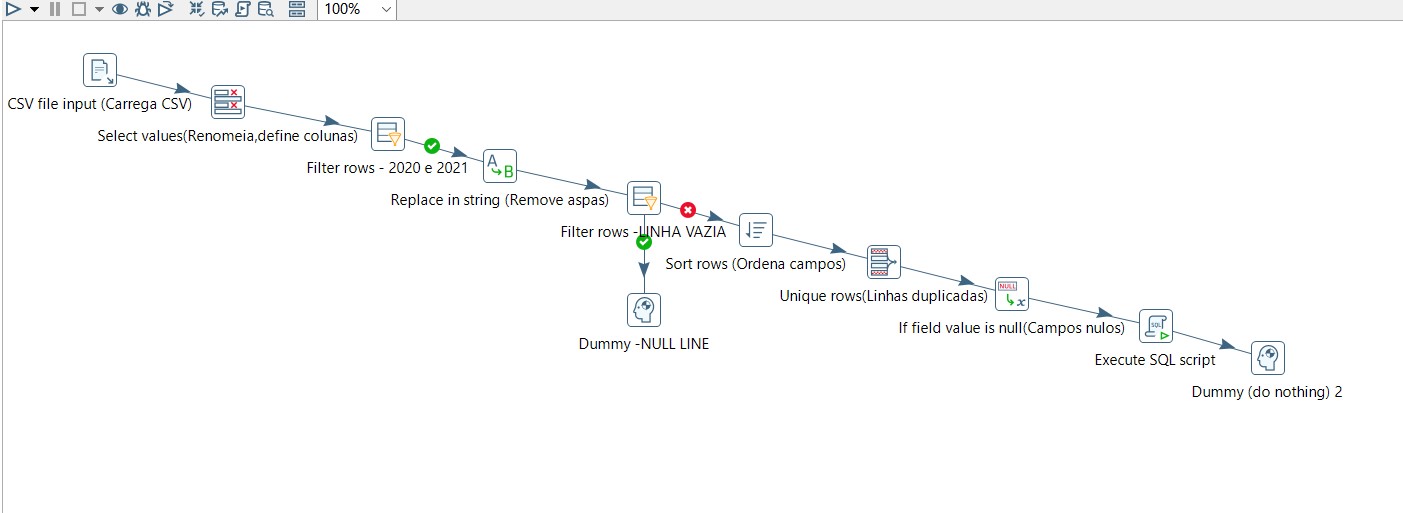 100%
CSV file input (Carrega CSV)
Select values(Renomeia,define colunas)
Filter rows - 2020 e 2021
A
B
Replace in string (Remove aspas)
Filter rows -LINHA VAZIA
Sort rows (Ordena campos)
Unique rows(Linhas duplicadas)
NULL
x
If field value is null(Campos nulos)
SQL
Execute SQL script
Dummy -NULL LINE
Dummy (do nothing) 2